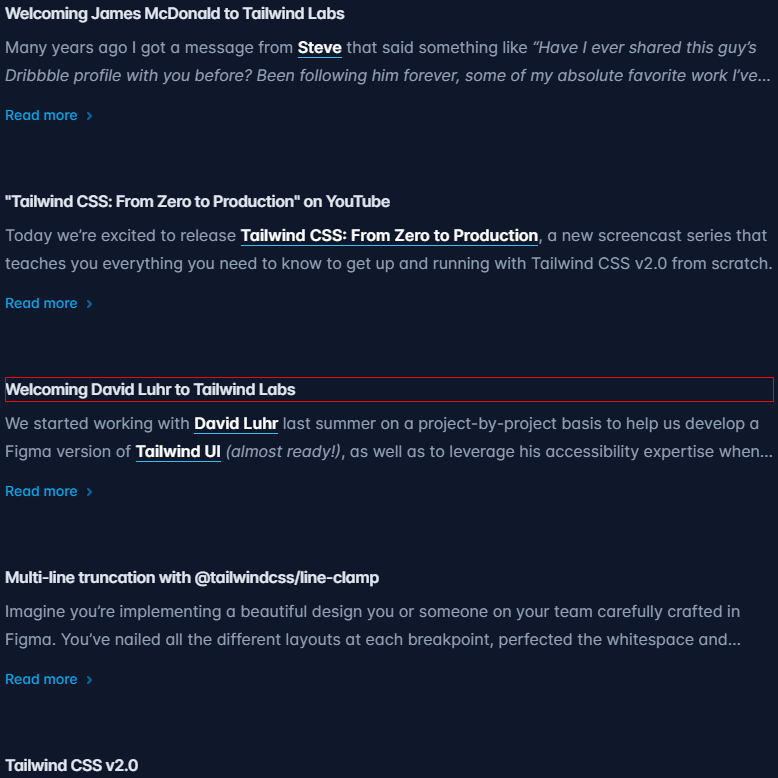 Welcoming James McDonald to Tailwind Labs
Many years ago I got a message from Steve that said something like “Have I ever shared this guy’s
Dribbble profile with you before? Been following him forever, some of my absolute favorite work I’ve...
Read more
"Tailwind CSS: From Zero to Production" on YouTube
Today we’re excited to release Tailwind CSS: From Zero to Production, a new screencast series that
teaches you everything you need to know to get up and running with Tailwind CSS v2.0 from scratch.
Read more
Welcoming David Luhr to Tailwind Labs
We started working with David Luhr last summer on a project-by-project basis to help us develop a
Figma version of Tailwind UI (almost ready!), as well as to leverage his accessibility expertise when...
Read more
Multi-line truncation with @tailwindcss/line-clamp
Imagine you’re implementing a beautiful design you or someone on your team carefully crafted in
Figma. You’ve nailed all the different layouts at each breakpoint, perfected the whitespace and...
Read more
Tailwind CSS v2.0